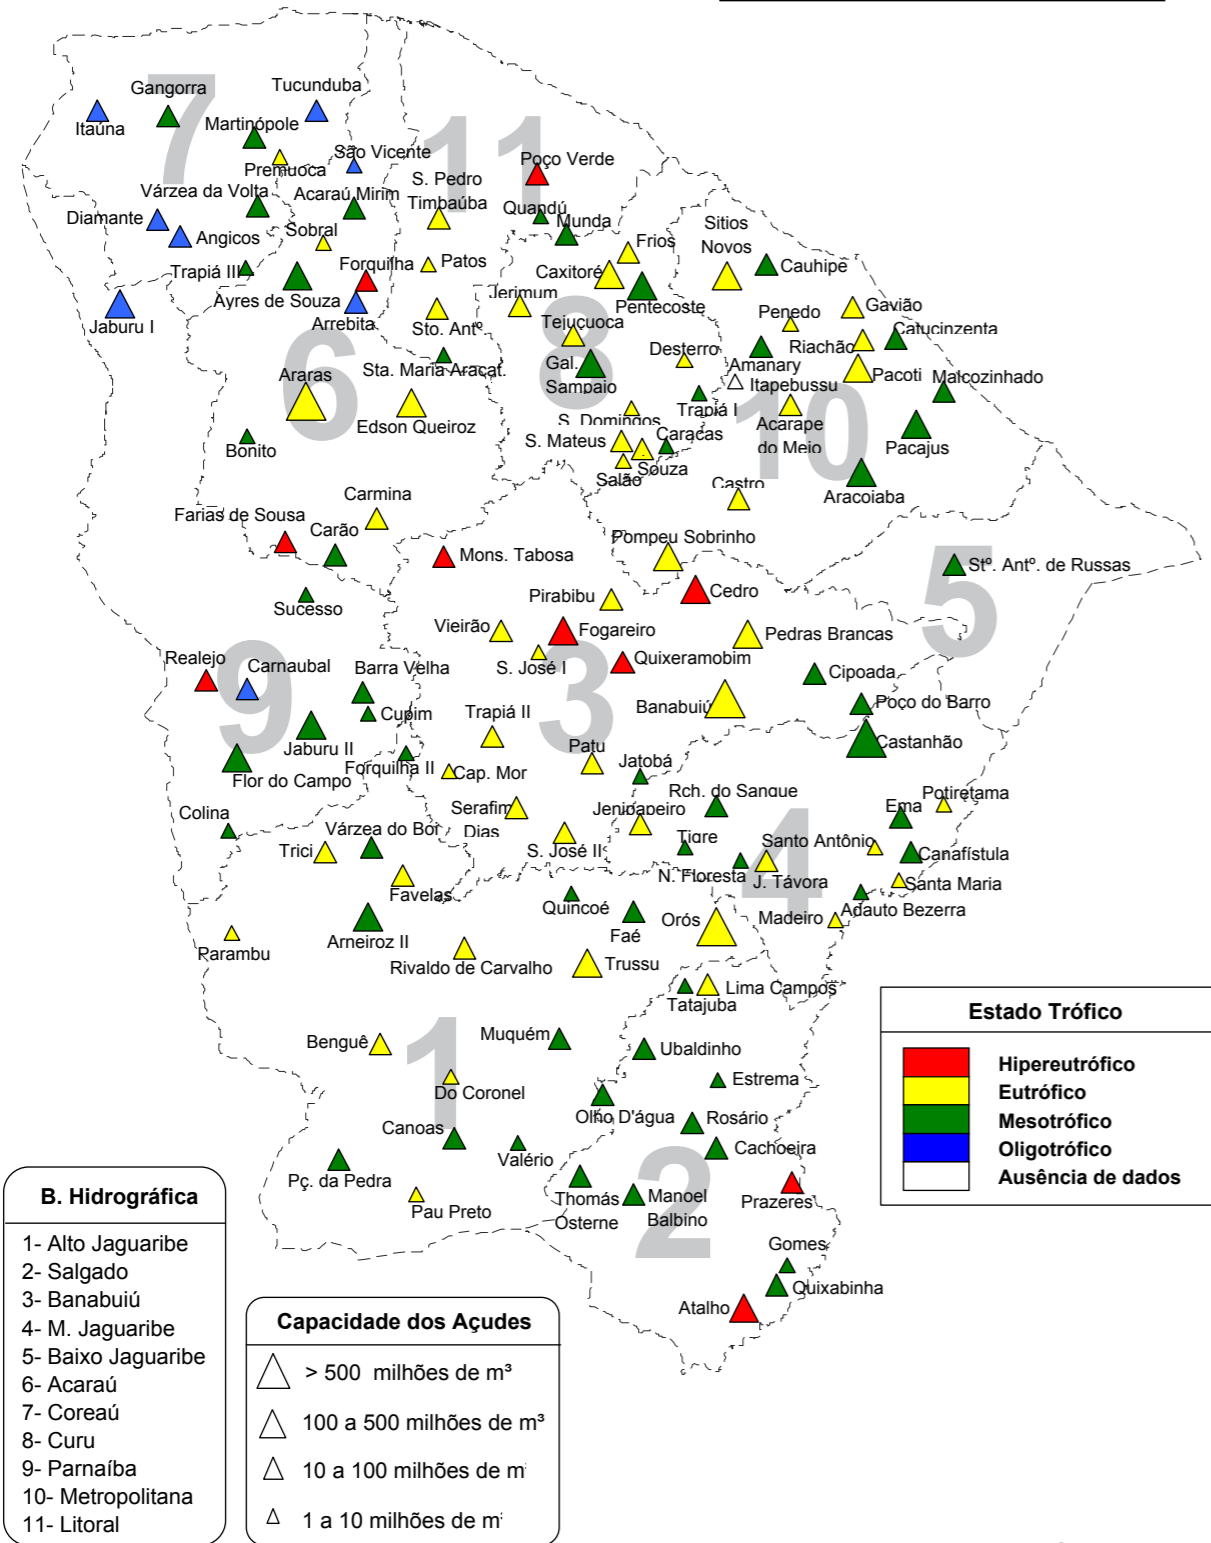 7
Gangorra
Tucunduba
Itaúna
Martinópole
Premuoca
São Vicente
Várzea da Volta
Acaraú Mirim
Diamante
Angicos
Sobral
Trapiá III
Forquilha
Ayres de Souza
Arrebita
Jaburu I
11
Poço Verde
S. Pedro
Timbaúba
Quandú
Munda
Patos
Frios
Sitios
Novos
Cauhipe
Caxitoré
Pentecoste
Jerimum
8
Tejuçuoca
Sto. Antº
Sta. Maria Araçat.
Gal.
Sampaio
Desterro
Penedo
Gavião
Riachão
Catucinzenta
Amanary
Itapebussu
Pacoti
Malcozinhado
6
Araras
Edson Queiroz
Bonito
S. Domingos
Trapiá I
10
Acarape
do Meio
Pacajus
S. Mateus
Caracas
Salão
Souza
Aracoiaba
Castro
Carmina
Farias de Sousa
Carão
Mons. Tabosa
Pompeu Sobrinho
Cedro
5
Stº. Antº. de Russas
Sucesso
Pirabibu
Vieirão
Fogareiro
Pedras Brancas
S. José I
3
Quixeramobim
Cipoada
Realejo
9
Carnaubal
Barra Velha
Cupim
Banabuiú
Poço do Barro
Castanhão
Trapiá II
Jaburu II
Flor do Campo
Forquilha II
Cap. Mor
Patu
Jatobá
Rch. do Sangue
Potiretama
Ema
Colina
Serafim
Dias
Jenipapeiro
4
Várzea do Boi
Trici
S. José II
Tigre
Santo Antônio
Canafístula
N. Floresta
J. Távora
Santa Maria
Favelas
Quincoé
Adauto Bezerra
Madeiro
Orós
Faé
Arneiroz II
Parambu
Rivaldo de Carvalho
Trussu
Tatajuba
Lima Campos
1
Benguê
Muquém
Ubaldinho
Do Coronel
Estrema
Olho D'água
Rosário
Canoas
Valério
2
Cachoeira
Pç. da Pedra
Pau Preto
Thomás
Osterne
Manoel
Balbino
Prazeres
Gomes
Quixabinha
Atalho
Estado Trófico
Hipereutrófico
Eutrófico
Mesotrófico
Oligotrófico
Ausência de dados
B. Hidrográfica
1- Alto Jaguaribe
2- Salgado
3- Banabuiú
4- M. Jaguaribe
5- Baixo Jaguaribe
6- Acaraú
7- Coreaú
8- Curu
9- Parnaíba
10- Metropolitana
11- Litoral
Capacidade dos Açudes
> 500 milhões de m³
100 a 500 milhões de m³
10 a 100 milhões de m³
1 a 10 milhões de m³